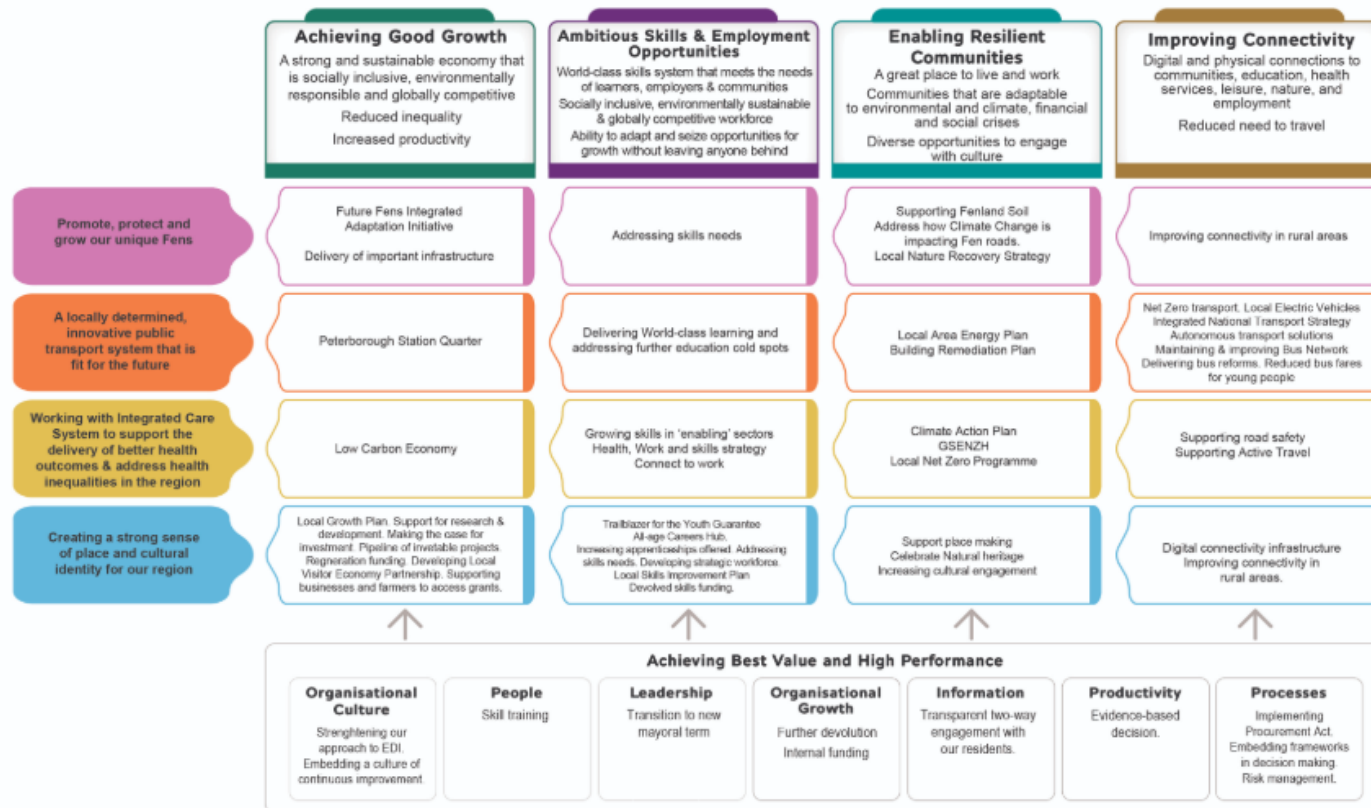 Achieving Good Growth
A strong and sustainable economy that
is socially inclusive, environmentally
responsible and globally competitive
Reduced inequality
Increased productivity
Ambitious Skills & Employment
Opportunities
World-class skills system that meets the needs
of learners, employers & communities
Socially inclusive, environmentally sustainable
& globally competitive workforce
Ability to adapt and seize opportunities for
growth without leaving anyone behind
Enabling Resilient
Communities
A great place to live and work
Communities that are adaptable
to environmental and climate, financial
and social crises
Diverse opportunities to engage
with culture
Improving Connectivity
Digital and physical connections to
communities, education, health
services, leisure, nature, and
employment
Reduced need to travel
Promote, protect and
grow our unique Fens
Future Fens Integrated
Adaptation Initiative
Delivery of important infrastructure
Addressing skills needs
Supporting Fenland Soil
Address how Climate Change is
impacting Fen roads.
Local Nature Recovery Strategy
Improving connectivity in rural areas
A locally determined,
innovative public
transport system that is
fit for the future
Peterborough Station Quarter
Delivering World-class learning and
addressing further education cold spots
Local Area Energy Plan
Building Remediation Plan
Net Zero transport, Local Electric Vehicles
Integrated National Transport Strategy
Autonomous transport solutions
Maintaining & improving Bus Network
Delivering bus reforms. Reduced bus fares
for young people
Working with Integrated Care
System to support the
delivery of better health
outcomes & address health
inequalities in the region
Low Carbon Economy
Growing skills in 'enabling' sectors
Health, Work and skills strategy
Connect to work
Climate Action Plan
GSENZH
Local Net Zero Programme
Supporting road safety
Supporting Active Travel
Creating a strong sense
of place and cultural
identity for our region
Local Growth Plan. Support for research &
development. Making the case for
investment. Pipeline of invetable projects.
Regneration funding. Developing Local
Visitor Economy Partnership. Supporting
businesses and farmers to access grants.
Trailblazer for the Youth Guarantee
All-age Careers Hub.
Increasing apprenticeships offered. Addressing
skills needs. Developing strategic workforce.
Local Skills Improvement Plan
Devolved skills funding.
Support place making
Celebrate Natural heritage
Increasing cultural engagement
Digital connectivity infrastructure
Improving connectivity in
rural areas.
Achieving Best Value and High Performance
Organisational
Culture
Strenghtening our
approach to EDI.
Embedding a culture of
continuous improvement.
People
Skill training
Leadership
Transition to new
mayoral term
Organisational
Growth
Further devolution
Internal funding
Information
Transparent two-way
engagement with
our residents.
Productivity
Evidence-based
decision.
Processes
Implementing
Procurement Act.
Embedding frameworks
in decision making.
Risk management.